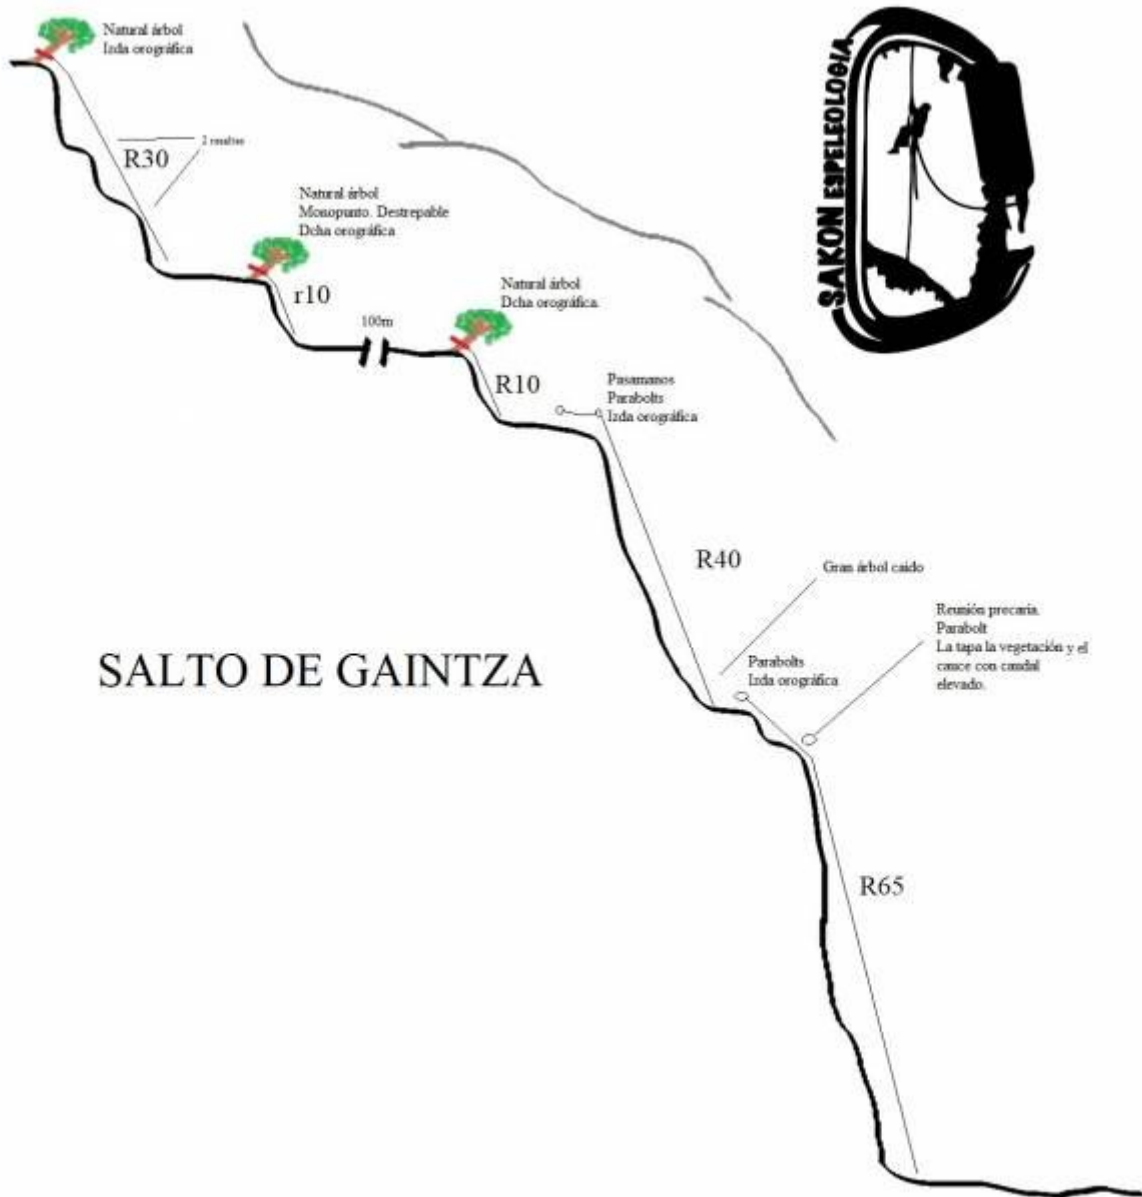 Natural árbol
Izda orográfica
SAKON ESPELEOLOGIA
R30
2 resaltes
Natural árbol
Monopunto. Destrepable
Dcha orográfica
r10
100m
Natural árbol
Dcha orográfica
R10
Pasamanos
Parabolts
Izda orográfica
R40
Gran árbol caido
Reunión precaria.
Parabolt
La tapa la vegetación y el
cauce con caudal
elevado.
Parabolts
Izda orográfica
SALTO DE GAINTZA
R65